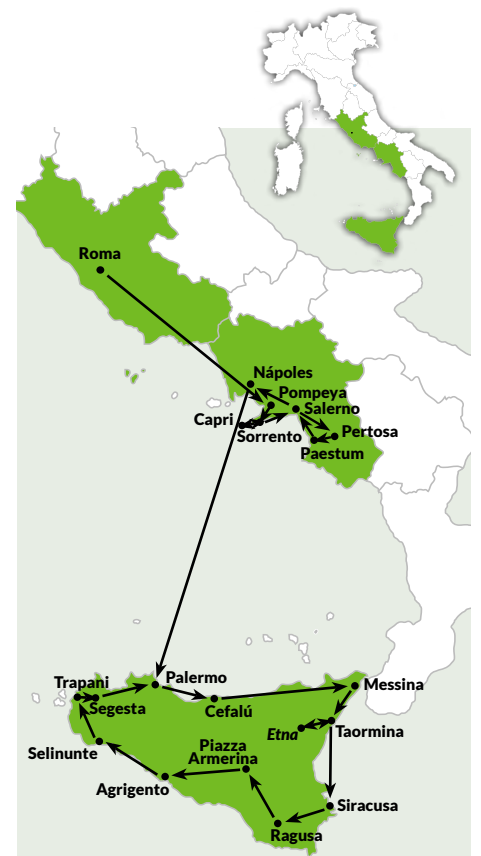 Roma
Nápoles
Pompeya
Salerno
Capri
Sorrento
Pertosa
Paestum
Trapani
Palermo
Messina
Segesta
Cefalú
Etna
Taormina
Selinunte
Piazza
Armerina
Agrigento
Siracusa
Ragusa